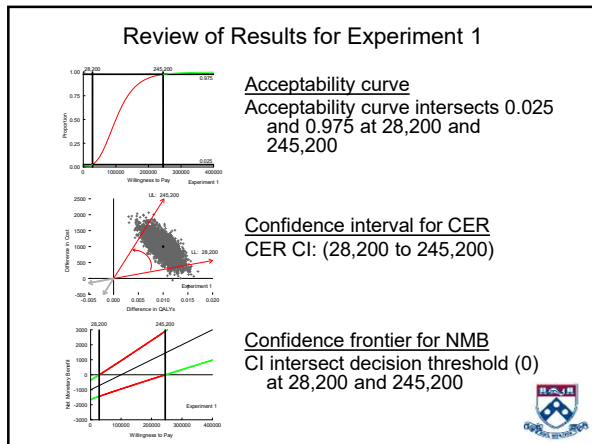 Review of Results for Experiment 1
28,200
245,200
1.00
0.975
0.75
0.50
0.25
0.025
0.00
Proportion
0
100000
200000
300000
400000
Willingness to Pay
Experiment 1
Acceptability curve
Acceptability curve intersects 0.025
and 0.975 at 28,200 and
245,200
UL: 245,200
2500
2000
1500
1000
500
0
-500
Difference in Cost
LL: 28,200
Experiment 1
-0.005
0.000
0.005
0.010
0.015
0.020
Difference in QALYs
Confidence interval for CER
CER CI: (28,200 to 245,200)
28,200
245,200
3000
2000
1000
0
-1000
-2000
-3000
Net Monetary Benefit
Experiment 1
0
100000
200000
300000
400000
Willingness to Pay
Confidence frontier for NMB
CI intersect decision threshold (0)
at 28,200 and 245,200